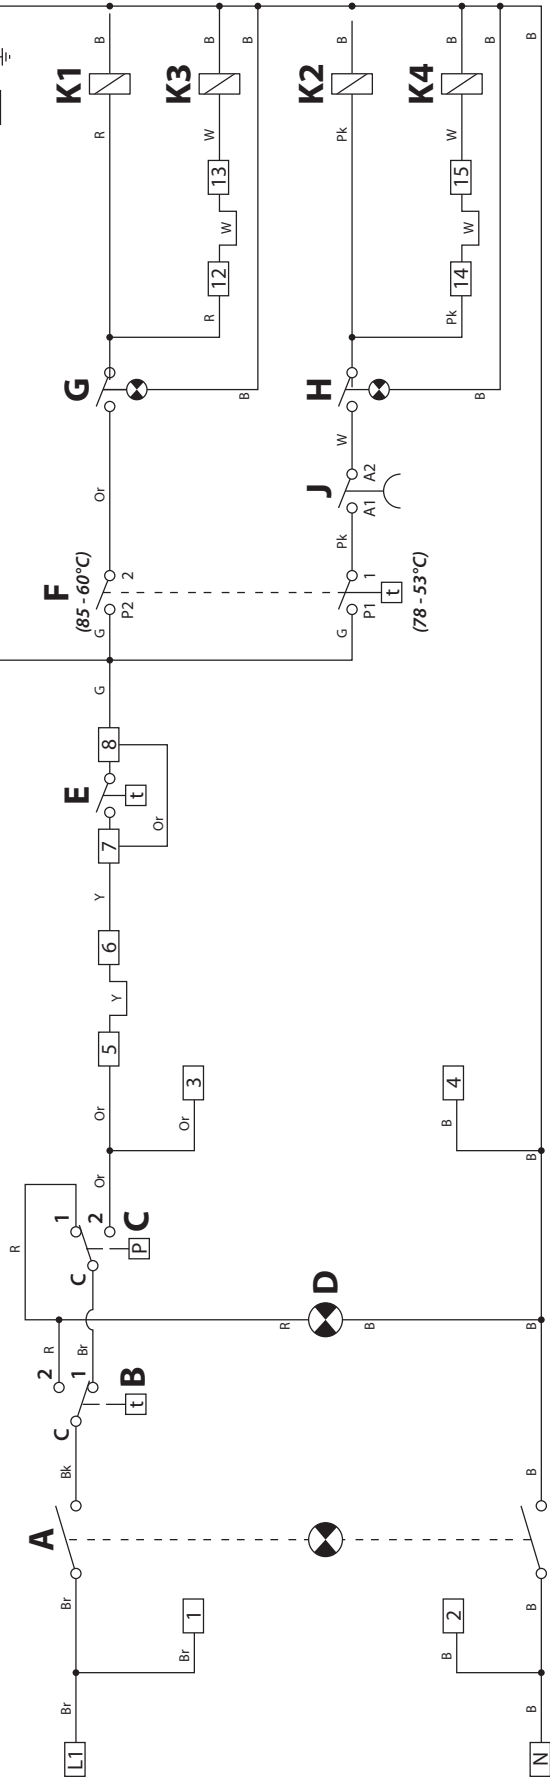 R
A
2
R
C
1
F
K1
L1
Br
Br
Bk
1
Br
C
2
E
G
(85 - 60°C)
B
C
Or
Or
5
6
Y
7
8
G
G
Or
R
B
t
P
Y
t
P2
2
Or
K3
Br
1
Or
3
R
12
W
13
W
B
B
B
R
D
K2
J
H
G
Pk
W
Pk
B
B
P1
1
A1
A2
t
K4
(78 - 53°C)
B
2
B
4
Pk
14
W
15
W
B
B
B
N
B
B
B
B
B
B